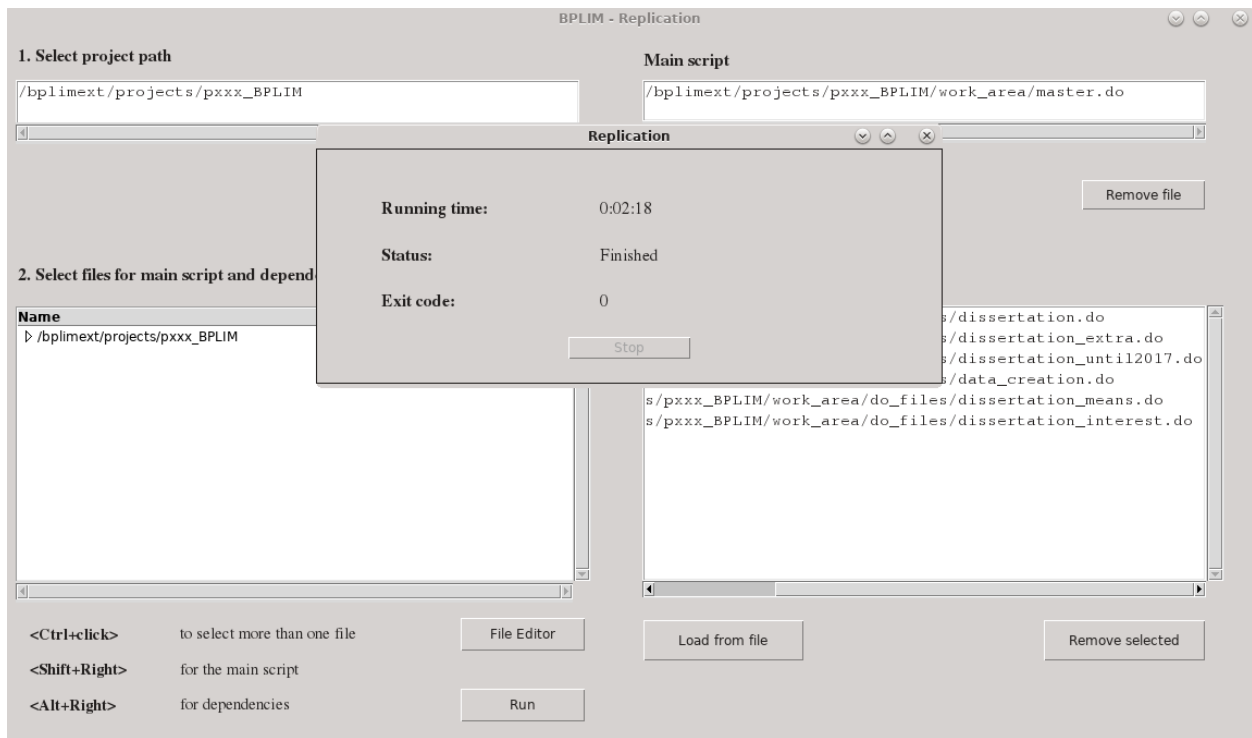 BPLIM - Replication
1. Select project path
Main script
/bplimext/projects/pxxx_BPLIM
/bplimext/projects/pxxx_BPLIM/work_area/master.do
Replication
Remove file
Running time: 0:02:18
Status: Finished
Exit code: 0
Stop
2. Select files for main script and depend
Name
/bplimext/projects/pxxx_BPLIM
s/dissertation.do
s/dissertation_extra.do
s/dissertation_until2017.do
s/data_creation.do
s/pxxx_BPLIM/work_area/do_files/dissertation_means.do
s/pxxx_BPLIM/work_area/do_files/dissertation_interest.do
<Ctrl+click> to select more than one file
<Shift+Right> for the main script
<Alt+Right> for dependencies
File Editor
Run
Load from file
Remove selected